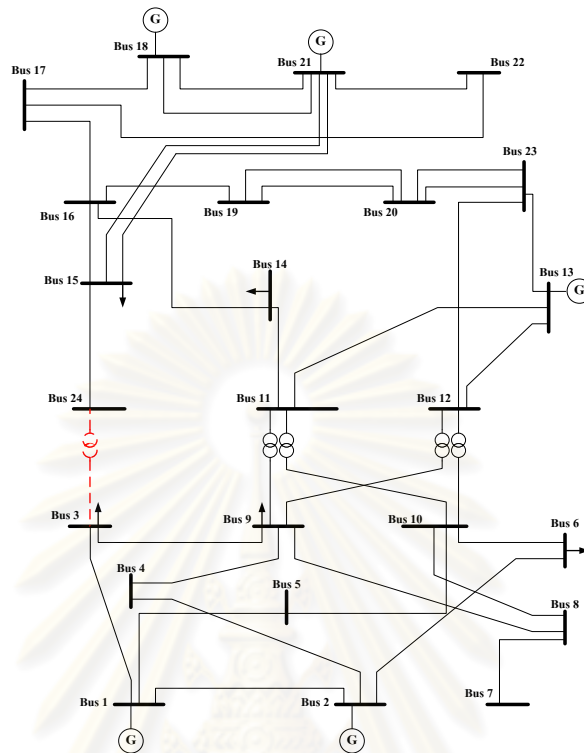 G
G
Bus 18
Bus 21
Bus 22
Bus 17
Bus 23
Bus 16
Bus 19
Bus 20
Bus 14
Bus 15
Bus 13
G
Bus 24
Bus 11
Bus 12
Bus 3
Bus 9
Bus 10
Bus 6
Bus 4
Bus 5
Bus 8
Bus 1
Bus 2
Bus 7
G
G